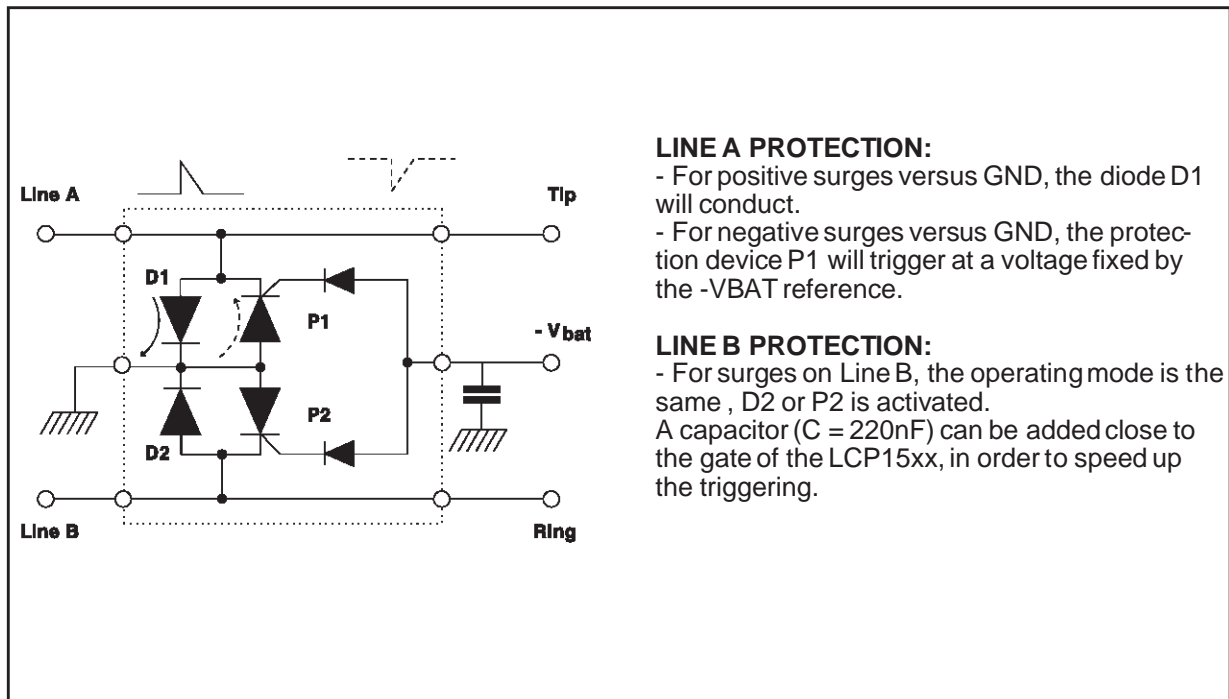 Line A
Tip
D1
P1
- Vbat
P2
D2
Line B
Ring
LINE A PROTECTION:
- For positive surges versus GND, the diode D1
will conduct.
- For negative surges versus GND, the protec-
tion device P1 will trigger at a voltage fixed by
the -VBAT reference.
LINE B PROTECTION:
- For surges on Line B, the operating mode is the
same , D2 or P2 is activated.
A capacitor (C = 220nF) can be added close to
the gate of the LCP15xx, in order to speed up
the triggering.